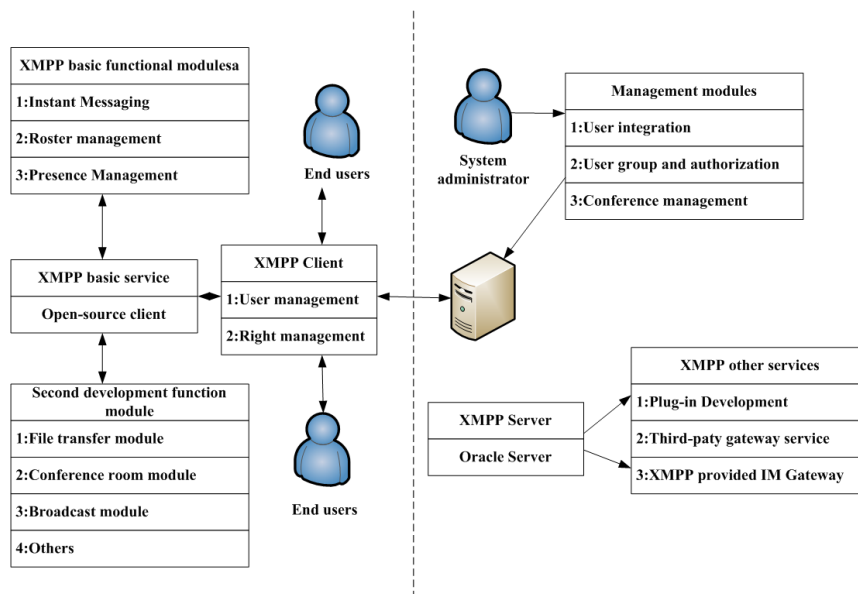 XMPP basic functional modulesa
1:Instant Messaging
2:Roster management
3:Presence Management
End users
XMPP basic service
Open-source client
XMPP Client
1:User management
2:Right management
Second development function
module
1:File transfer module
2:Conference room module
3:Broadcast module
4:Others
End users
System
administrator
Management modules
1:User integration
2:User group and authorization
3:Conference management
XMPP Server
Oracle Server
XMPP other services
1:Plug-in Development
2:Third-paty gateway service
3:XMPP provided IM Gateway